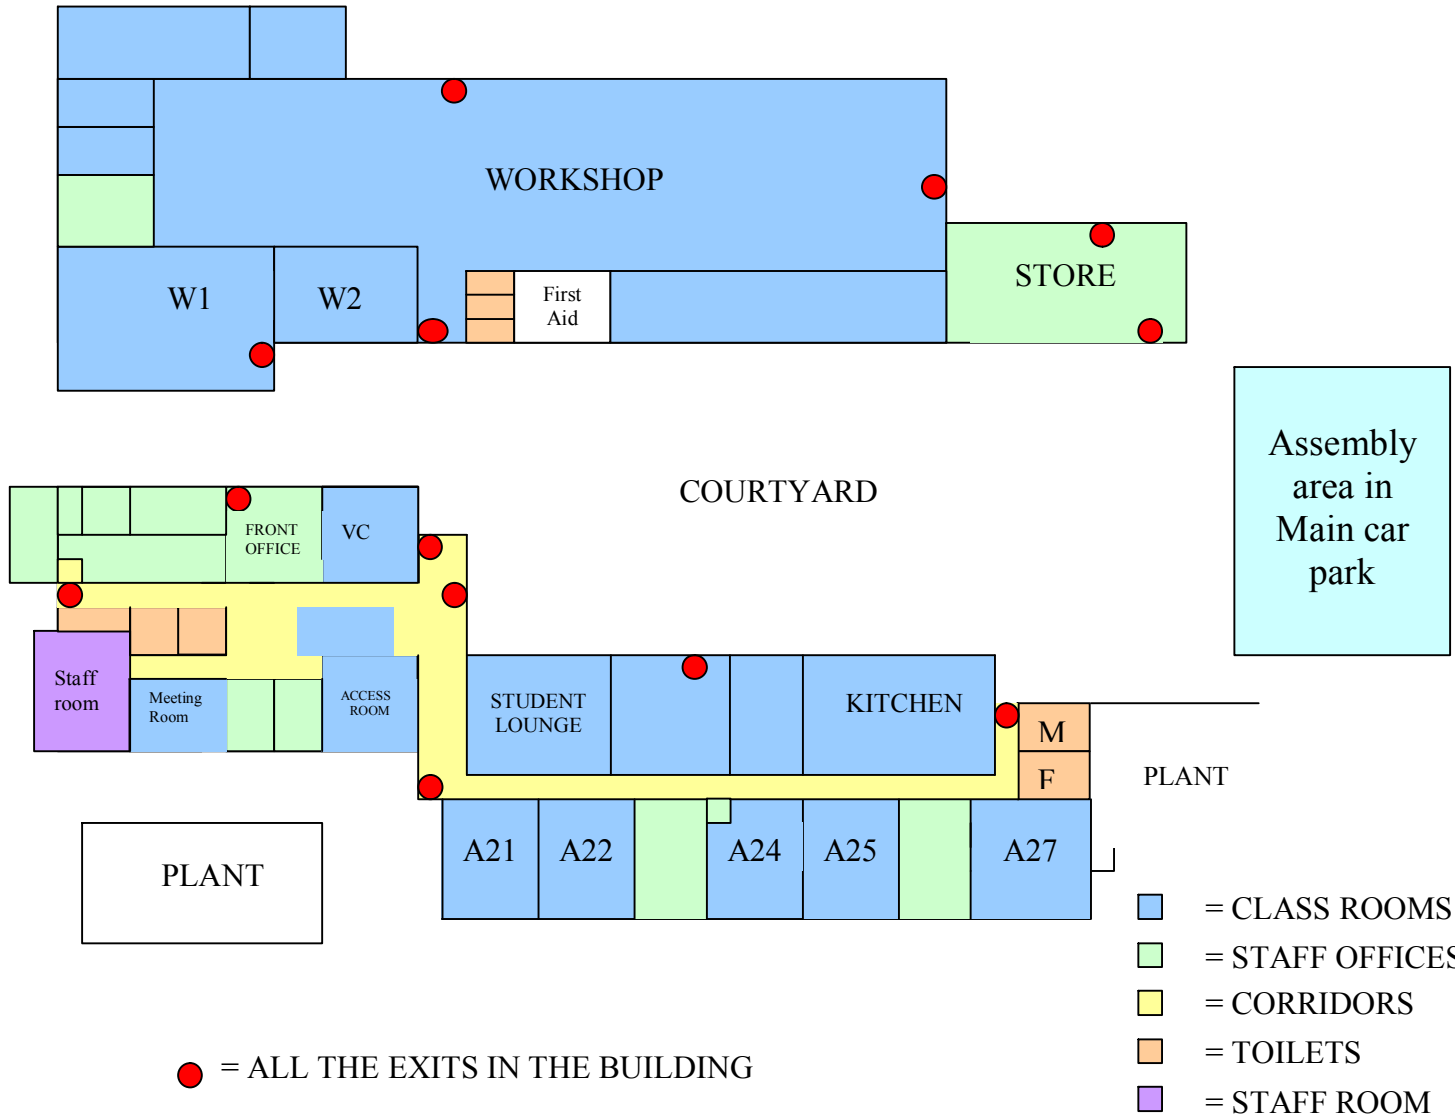 WORKSHOP
W1
W2
First
Aid
STORE
Assembly
area in
Main car
park
COURTYARD
FRONT
OFFICE
VC
Staff
room
Meeting
Room
ACCESS
ROOM
STUDENT
LOUNGE
KITCHEN
M
F
PLANT
A21
A22
A24
A25
A27
PLANT
= CLASS ROOMS
= STAFF OFFICES
= CORRIDORS
= TOILETS
= STAFF ROOM
= ALL THE EXITS IN THE BUILDING